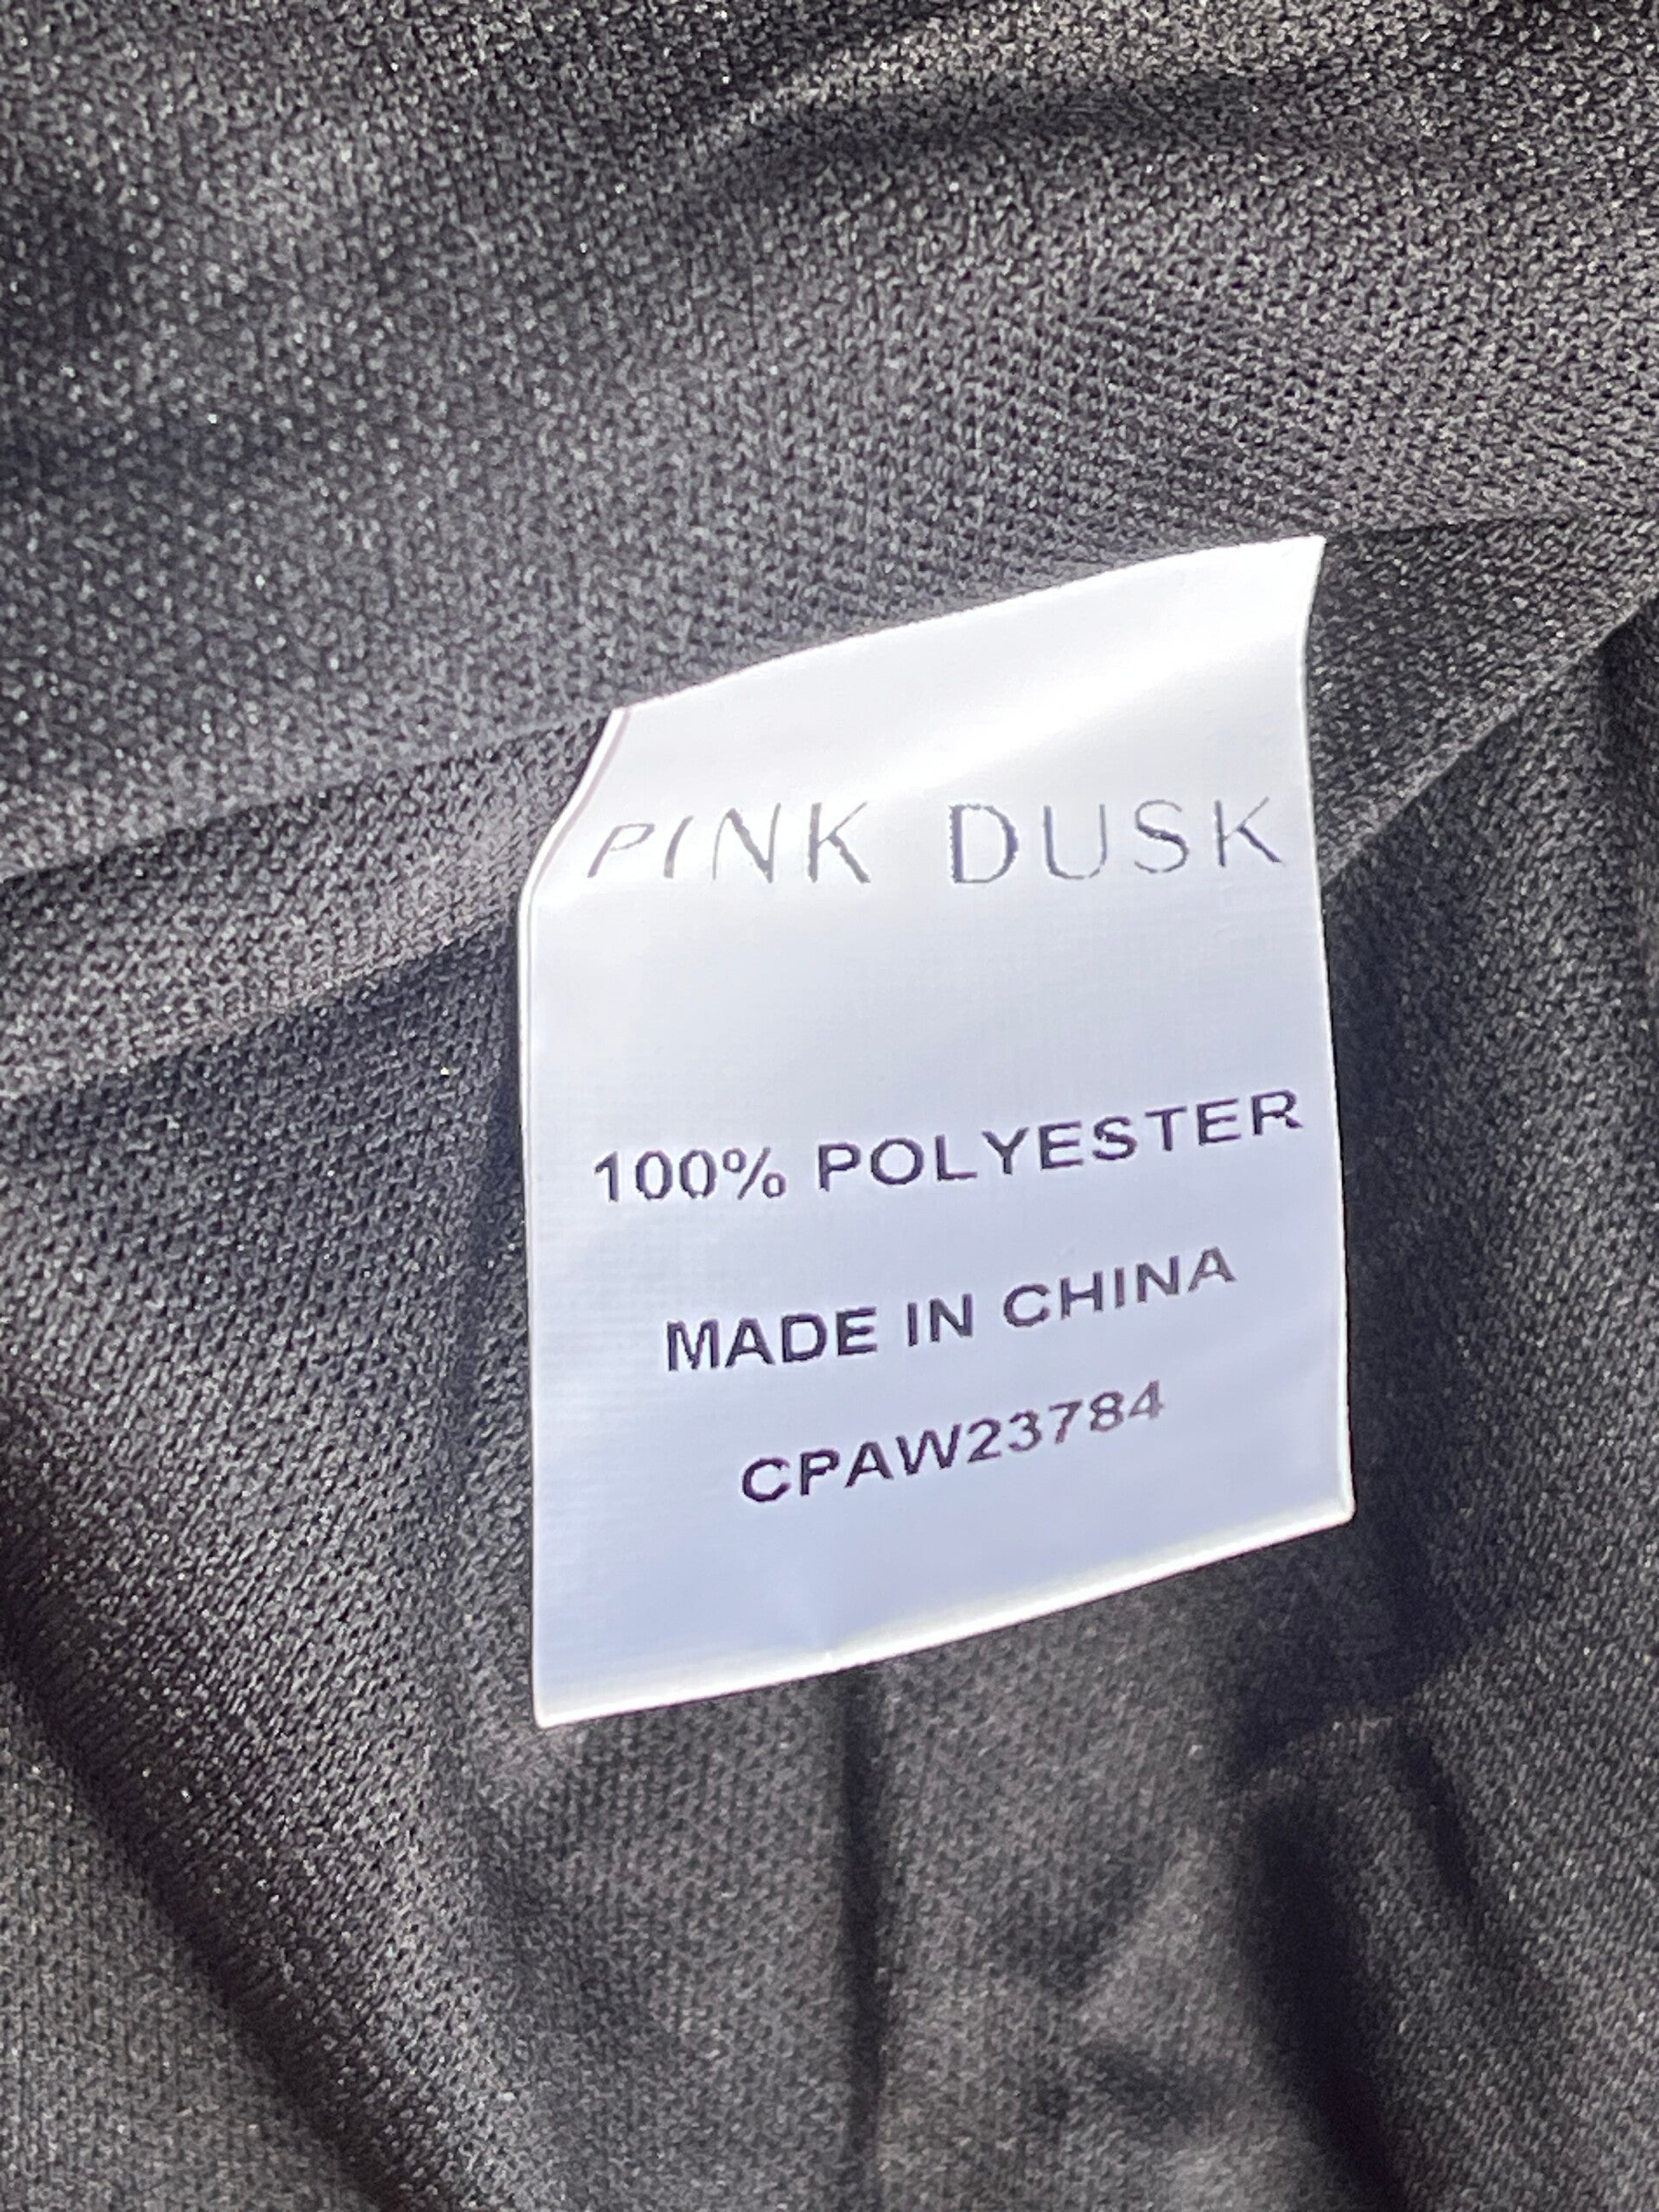 PINK DUSK
100% POLYESTER
MADE IN CHINA
CPAW23784